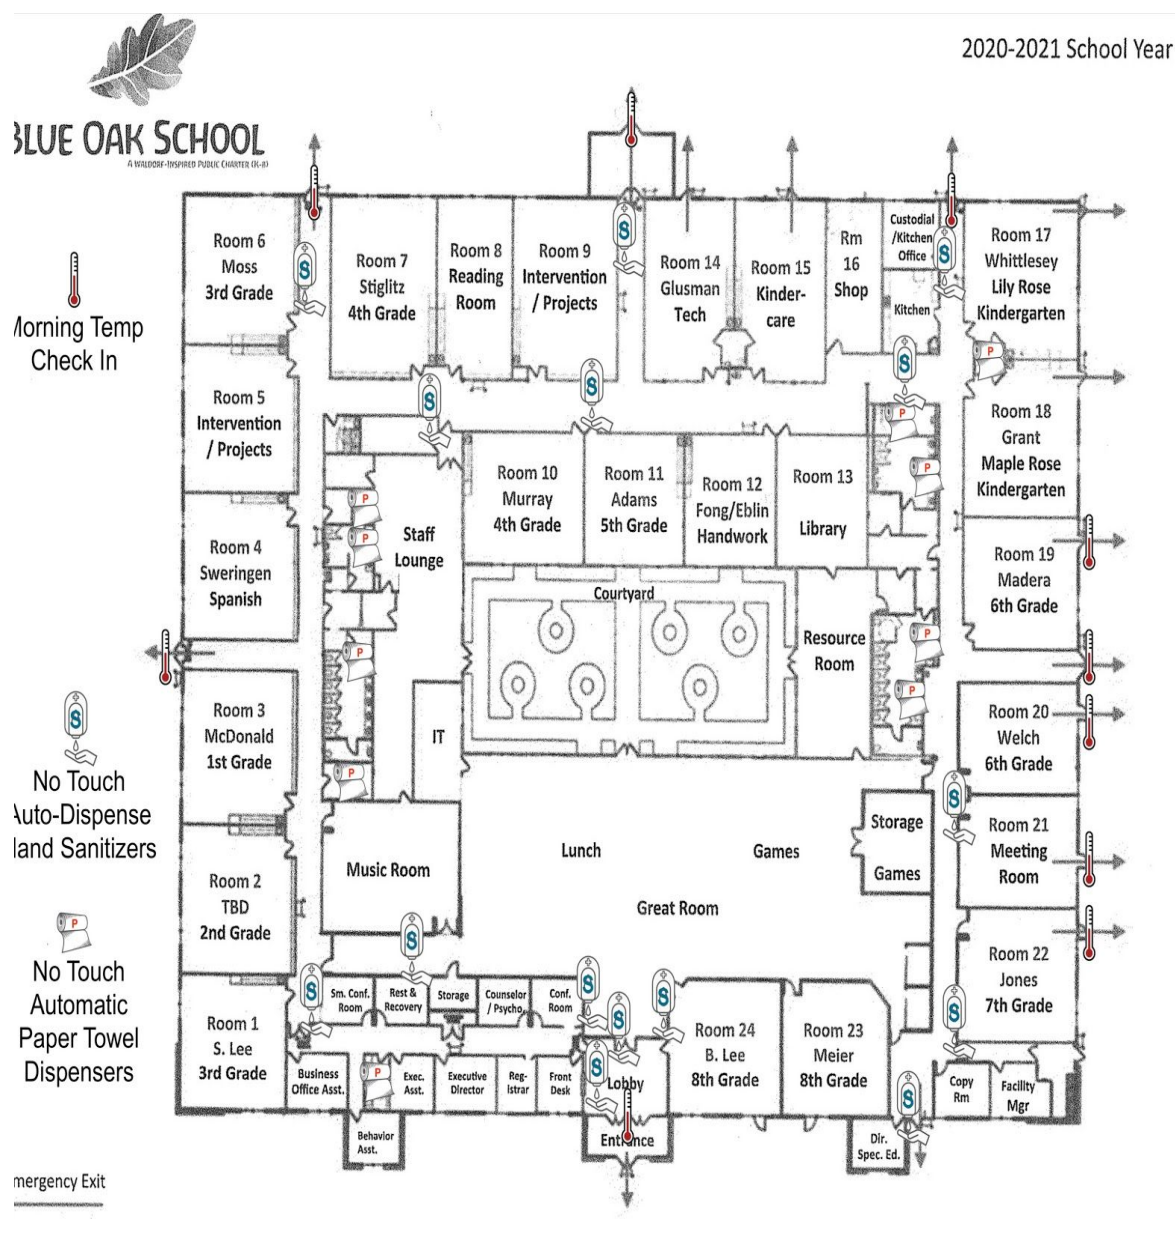 2020-2021 School Year
BLUE OAK SCHOOL
A WALDORF-INSPIRED PUBLIC CHARTER (K-8)
Morning Temp
Check In
No Touch
Auto-Dispense
Hand Sanitizers
No Touch
Automatic
Paper Towel
Dispensers
mergency Exit
Room 6
Moss
3rd Grade
Room 7
Stiglitz
4th Grade
Room 8
Reading
Room
Room 9
Intervention
/ Projects
Room 14
Glusman
Tech
Room 15
Kinder-
care
Rm
16
Shop
Custodial
/Kitchen
Office
Kitchen
Room 17
Whittlesey
Lily Rose
Kindergarten
Room 5
Intervention
/ Projects
Room 18
Grant
Maple Rose
Kindergarten
Room 10
Murray
4th Grade
Room 11
Adams
5th Grade
Room 12
Fong/Eblin
Handwork
Room 13
Library
Staff
Lounge
Room 4
Sweringen
Spanish
Room 19
Madera
6th Grade
Courtyard
Resource
Room
Room 3
McDonald
1st Grade
IT
Room 20
Welch
6th Grade
Storage
Games
Room 21
Meeting
Room
Lunch
Games
Great Room
Music Room
Room 2
TBD
2nd Grade
Room 22
Jones
7th Grade
Sm. Conf.
Room
Rest &
Recovery
Storage
Counselor
/ Psycho.
Conf.
Room
Room 1
S. Lee
3rd Grade
Room 24
B. Lee
8th Grade
Room 23
Meier
8th Grade
Business
Office Asst.
Exec.
Asst.
Executive
Director
Reg-
istrar
Front
Desk
Lobby
Copy
Rm
Facility
Mgr
Behavior
Asst.
Entrance
Dir.
Spec. Ed.